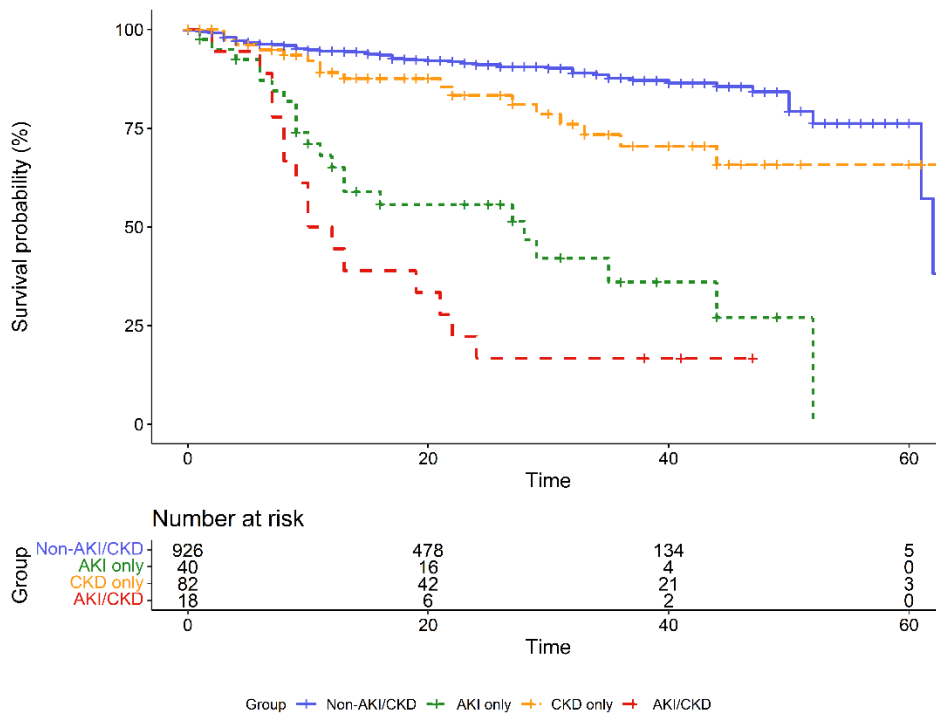 100
75
50
25
0
Survival probability (%)
0 20 40 60
Time
Number at risk
Group
Non-AKI/CKD 926 478 134 5
AKI only 40 16 4 0
CKD only 82 42 21 3
AKI/CKD 18 6 2 0
0 20 40 60
Time
Group Non-AKI/CKD AKI only CKD only AKI/CKD